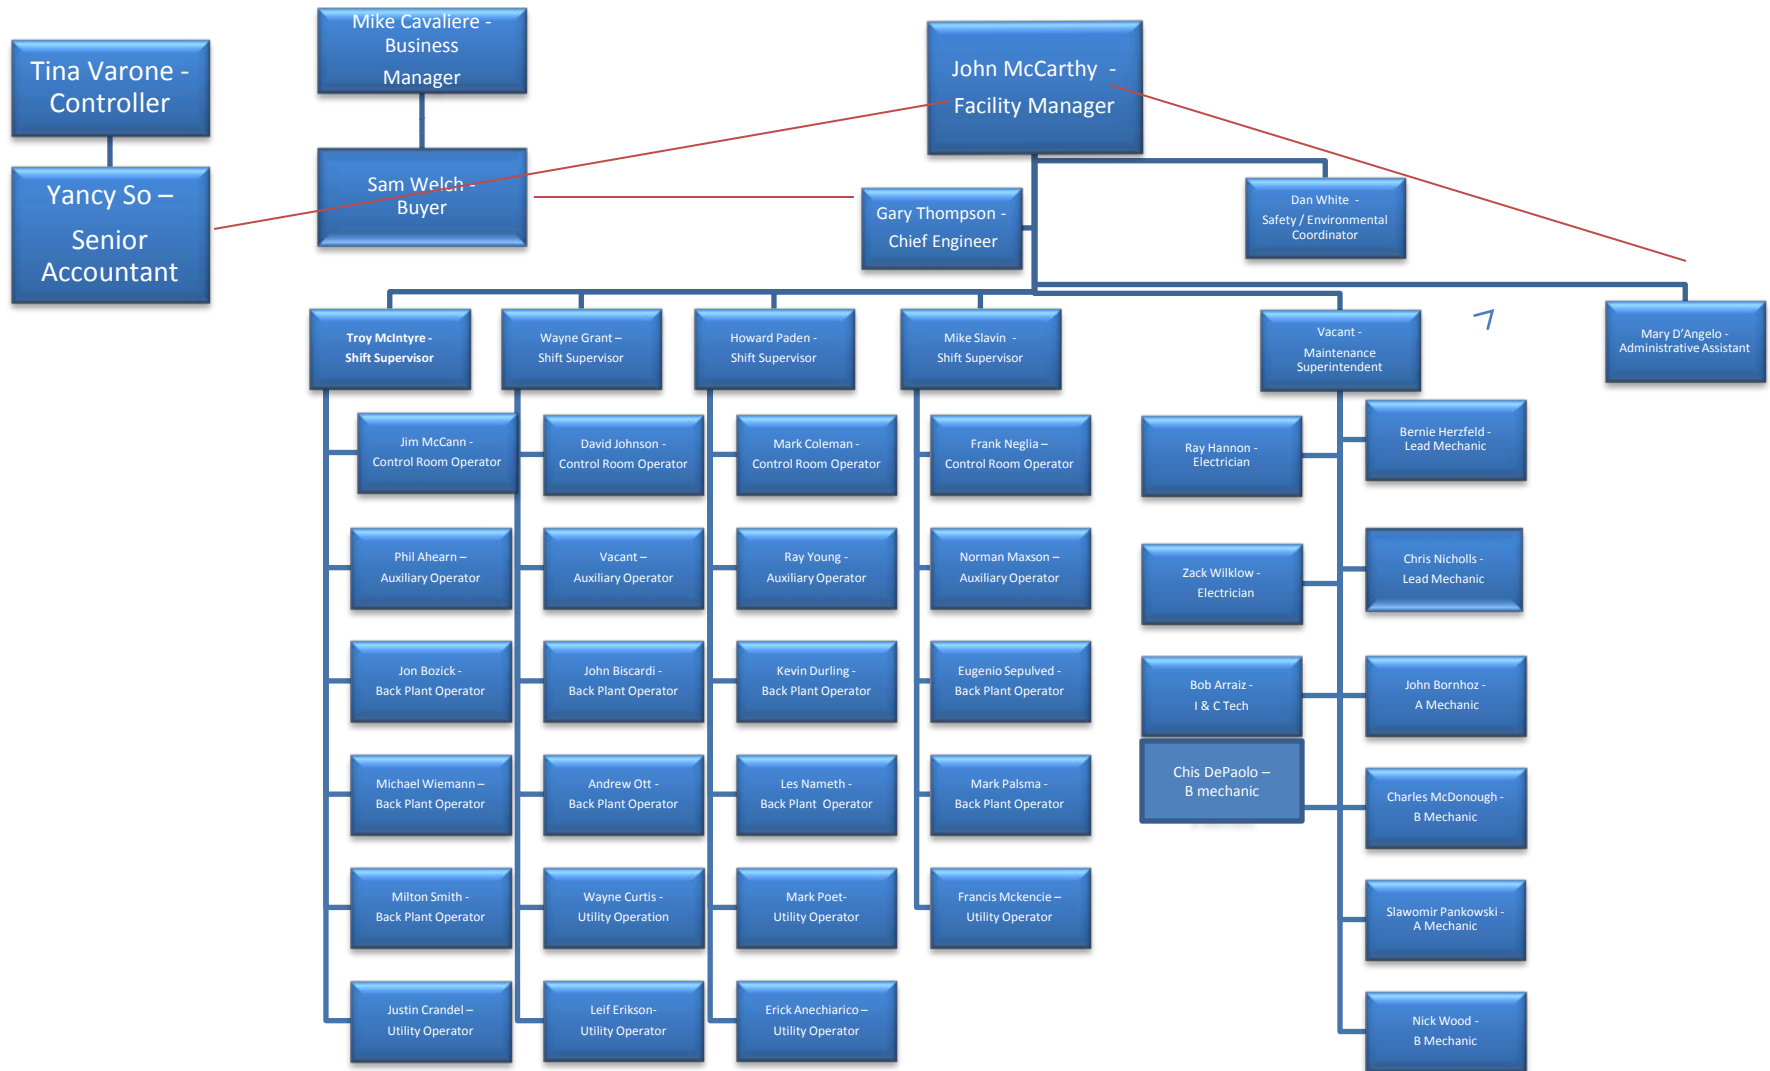 Tina Varone -
Controller
Yancy So –
Senior
Accountant
Mike Cavaliere -
Business
Manager
Sam Welch -
Buyer
John McCarthy -
Facility Manager
Gary Thompson -
Chief Engineer
Dan White -
Safety / Environmental
Coordinator
Troy McIntyre -
Shift Supervisor
Wayne Grant –
Shift Supervisor
Howard Paden -
Shift Supervisor
Mike Slavin -
Shift Supervisor
Vacant -
Maintenance
Superintendent
Mary D'Angelo -
Administrative Assistant
Jim McCann -
Control Room Operator
Phil Ahearn –
Auxiliary Operator
Jon Bozick -
Back Plant Operator
Michael Wiemann –
Back Plant Operator
Milton Smith -
Back Plant Operator
Justin Crandel –
Utility Operator
David Johnson -
Control Room Operator
Vacant –
Auxiliary Operator
John Biscardi -
Back Plant Operator
Andrew Ott -
Back Plant Operator
Wayne Curtis -
Utility Operation
Leif Erikson-
Utility Operator
Mark Coleman -
Control Room Operator
Ray Young -
Auxiliary Operator
Kevin Durling -
Back Plant Operator
Les Nameth -
Back Plant Operator
Mark Poet-
Utility Operator
Erick Anechiarico –
Utility Operator
Frank Neglia –
Control Room Operator
Norman Maxson –
Auxiliary Operator
Eugenio Sepulved -
Back Plant Operator
Mark Palsma -
Back Plant Operator
Francis Mckencie –
Utility Operator
Ray Hannon -
Electrician
Zack Wilklow -
Electrician
Bob Arraiz -
I & C Tech
Chis DePaolo –
B mechanic
Bernie Herzfeld -
Lead Mechanic
Chris Nicholls -
Lead Mechanic
John Bornhoz -
A Mechanic
Charles McDonough -
B Mechanic
Slawomir Pankowski -
A Mechanic
Nick Wood -
B Mechanic